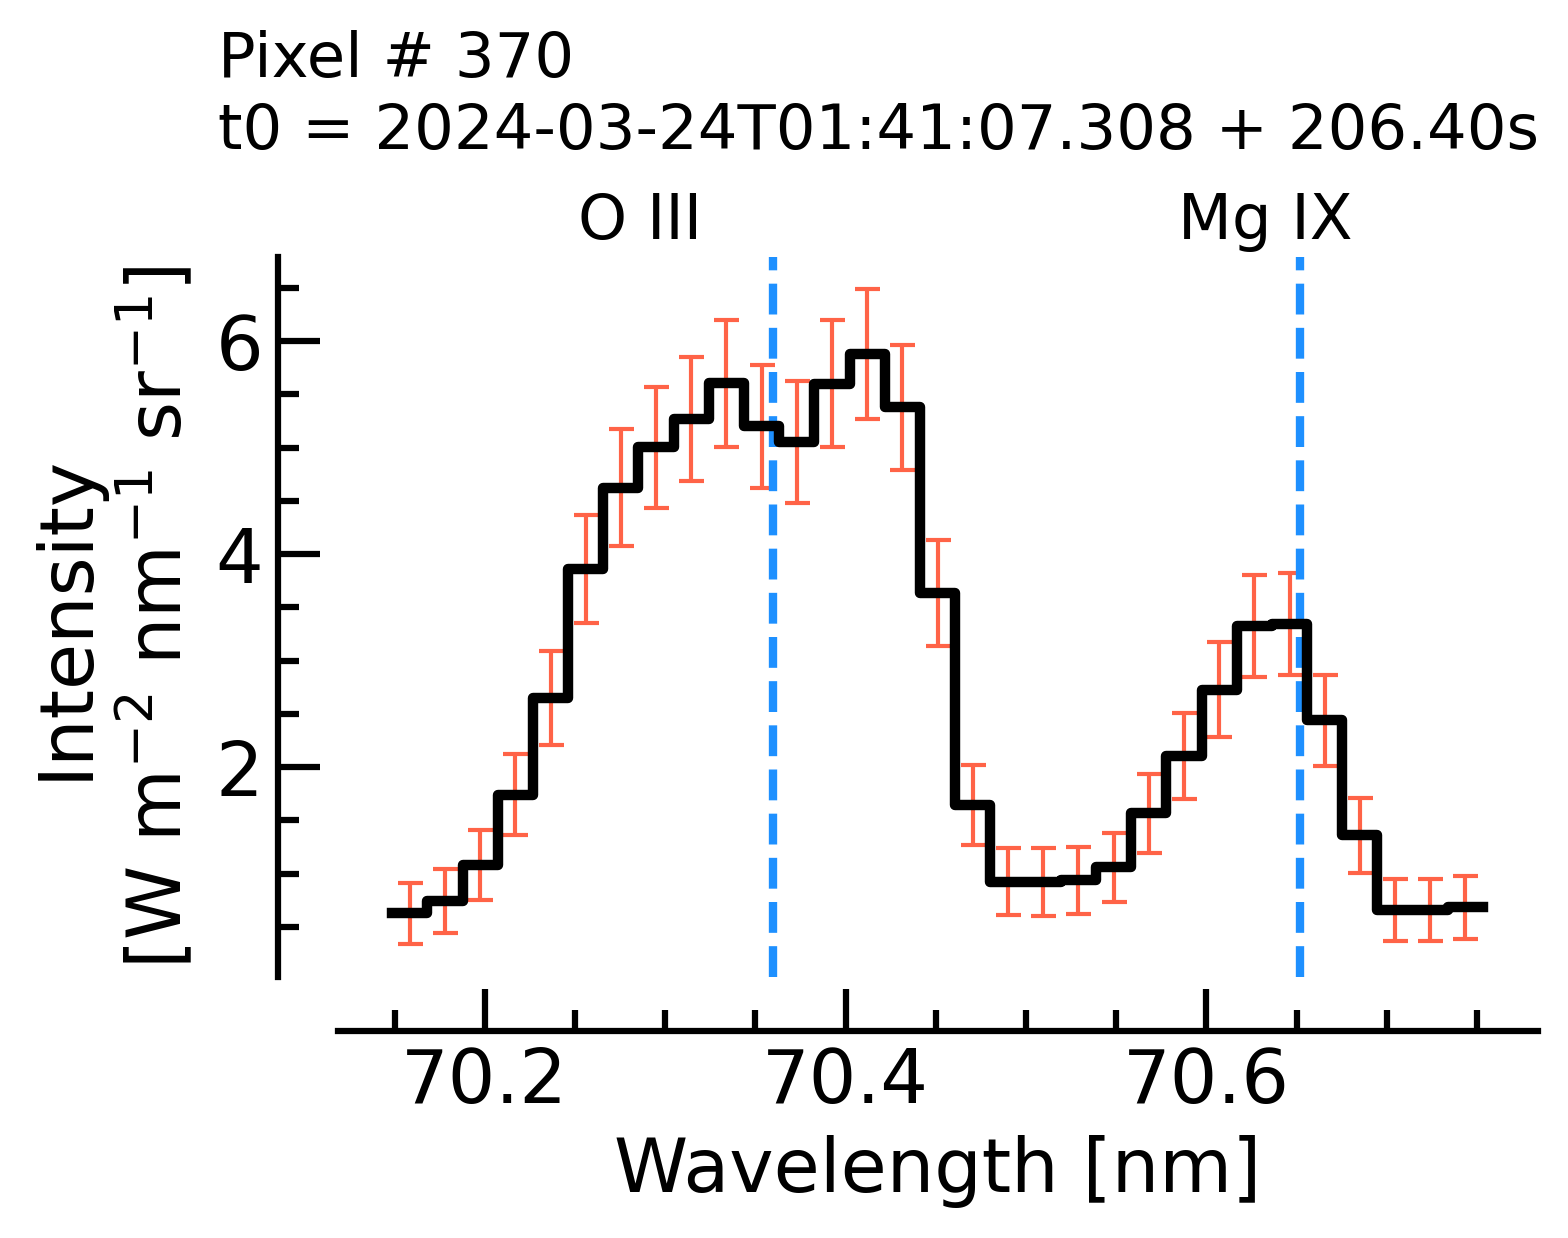 Pixel # 370
t0 = 2024-03-24T01:41:07.308 + 206.40s
O III
Mg IX
Intensity
[W m⁻² nm⁻¹ sr⁻¹]
6
4
2
70.2
70.4
70.6
Wavelength [nm]